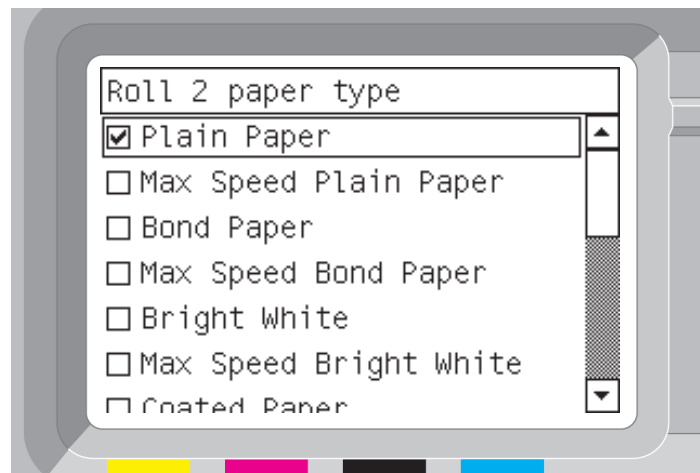 Roll 2 paper type
Plain Paper
Max Speed Plain Paper
Bond Paper
Max Speed Bond Paper
Bright White
Max Speed Bright White
Coated Paper